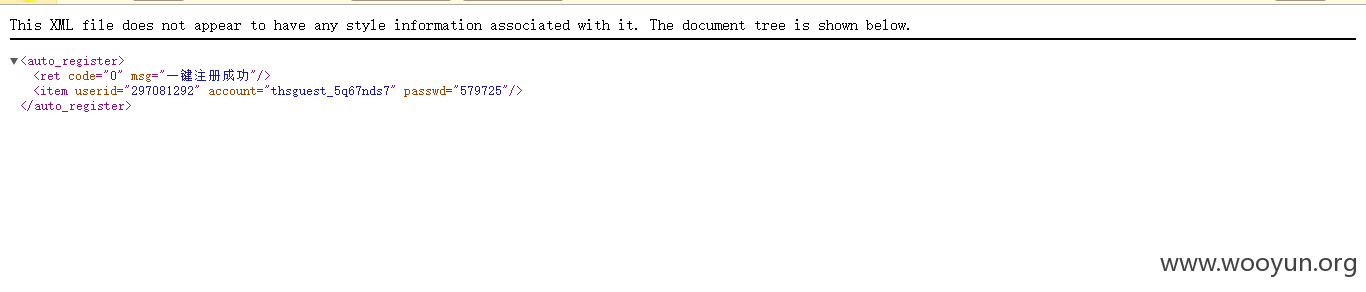 This XML file does not appear to have any style information associated with it. The document tree is shown below.
▼<auto_register>
<ret code="0" msg="一键注册成功"/>
<item userid="297081292" account="thsguest_5q67nds7" passwd="579725"/>
</auto_register>
www.wooyun.org